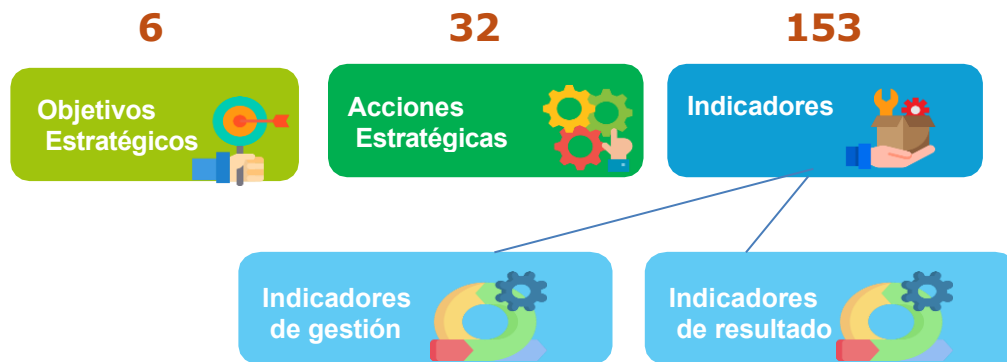 6
32
153
Objetivos
Estratégicos
Acciones
Estratégicas
Indicadores
Indicadores
de gestión
Indicadores
de resultado